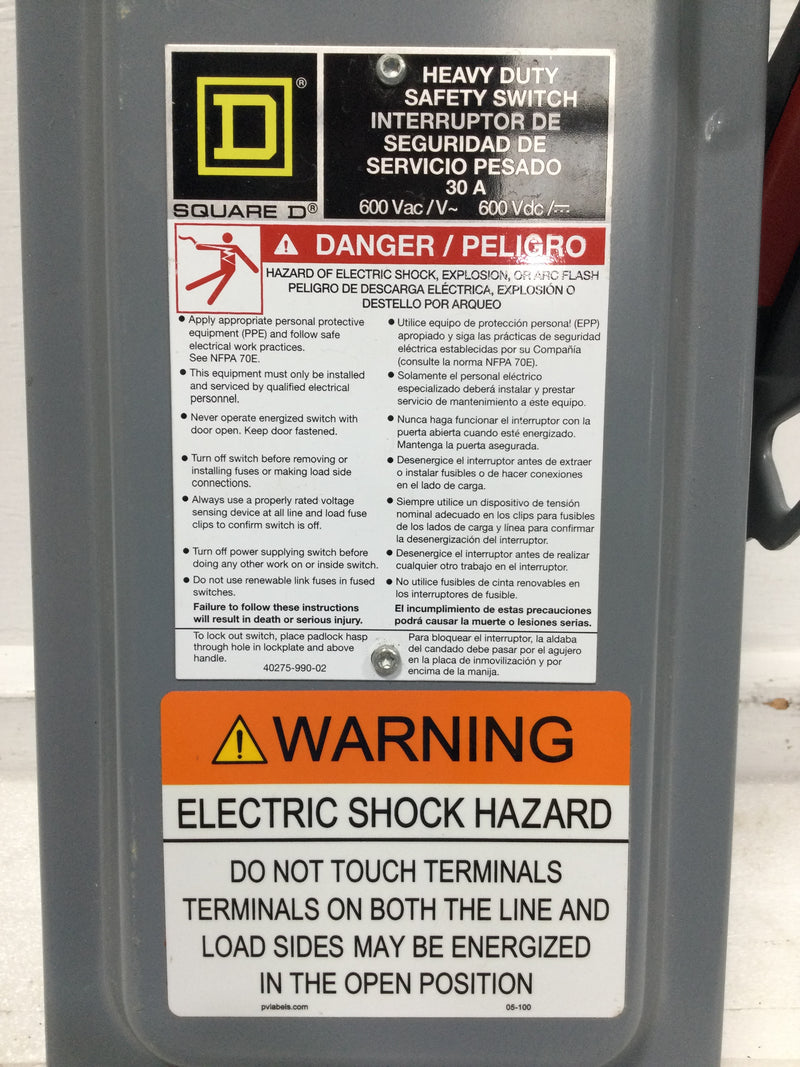 D®
SQUARE D®
HEAVY DUTY
SAFETY SWITCH
INTERRUPTOR DE
SEGURIDAD DE
SERVICIO PESADO
30 A
600 Vac / V~ 600 Vdc /⎓
DANGER / PELIGRO
HAZARD OF ELECTRIC SHOCK, EXPLOSION, OR ARC FLASH
PELIGRO DE DESCARGA ELÉCTRICA, EXPLOSIÓN O
DESTELLO POR ARQUEO
• Apply appropriate personal protective
equipment (PPE) and follow safe
electrical work practices.
See NFPA 70E.
• This equipment must only be installed
and serviced by qualified electrical
personnel.
• Never operate energized switch with
door open. Keep door fastened.
• Turn off switch before removing or
installing fuses or making load side
connections.
• Always use a properly rated voltage
sensing device at all line and load fuse
clips to confirm switch is off.
• Turn off power supplying switch before
doing any other work on or inside switch.
• Do not use renewable link fuses in fused
switches.
Failure to follow these instructions
will result in death or serious injury.
• Utilice equipo de protección personal (EPP)
apropiado y siga las prácticas de seguridad
eléctrica establecidas por su Compañía
(consulte la norma NFPA 70E).
• Solamente el personal eléctrico
especializado deberá instalar y prestar
servicio de mantenimiento a éste equipo.
• Nunca haga funcionar el interruptor con la
puerta abierta cuando esté energizado.
Mantenga la puerta asegurada.
• Desenergice el interruptor antes de extraer
o instalar fusibles o de hacer conexiones
en el lado de carga.
• Siempre utilice un dispositivo de tensión
nominal adecuado en los clips para fusibles
de los lados de carga y línea para confirmar
la desenergización del interruptor.
• Desenergice el interruptor antes de realizar
cualquier otro trabajo en el interruptor.
• No utilice fusibles de cinta renovables en
los interruptores de fusible.
El incumplimiento de estas precauciones
podrá causar la muerte o lesiones serias.
To lock out switch, place padlock hasp
through hole in lockplate and above
handle.
40275-990-02
Para bloquear el interruptor, la aldaba
del candado debe pasar por el agujero
en la placa de inmovilización y por
encima de la manija.
WARNING
ELECTRIC SHOCK HAZARD
DO NOT TOUCH TERMINALS
TERMINALS ON BOTH THE LINE AND
LOAD SIDES MAY BE ENERGIZED
IN THE OPEN POSITION
pvlabels.com 05-100